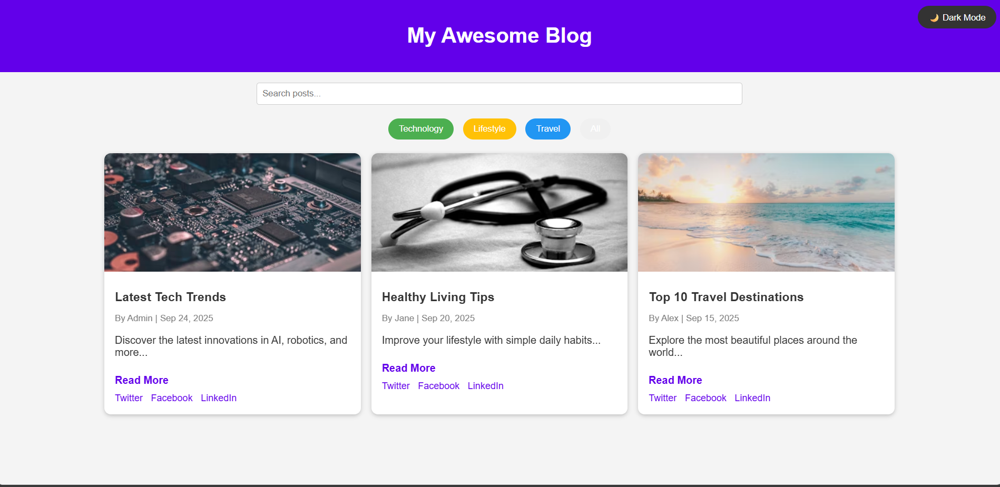 My Awesome Blog
🌙 Dark Mode
Search posts...
Technology
Lifestyle
Travel
All
Latest Tech Trends
By Admin | Sep 24, 2025
Discover the latest innovations in AI, robotics, and
more...
Read More
Twitter Facebook LinkedIn
Healthy Living Tips
By Jane | Sep 20, 2025
Improve your lifestyle with simple daily habits...
Read More
Twitter Facebook LinkedIn
Top 10 Travel Destinations
By Alex | Sep 15, 2025
Explore the most beautiful places around the
world...
Read More
Twitter Facebook LinkedIn